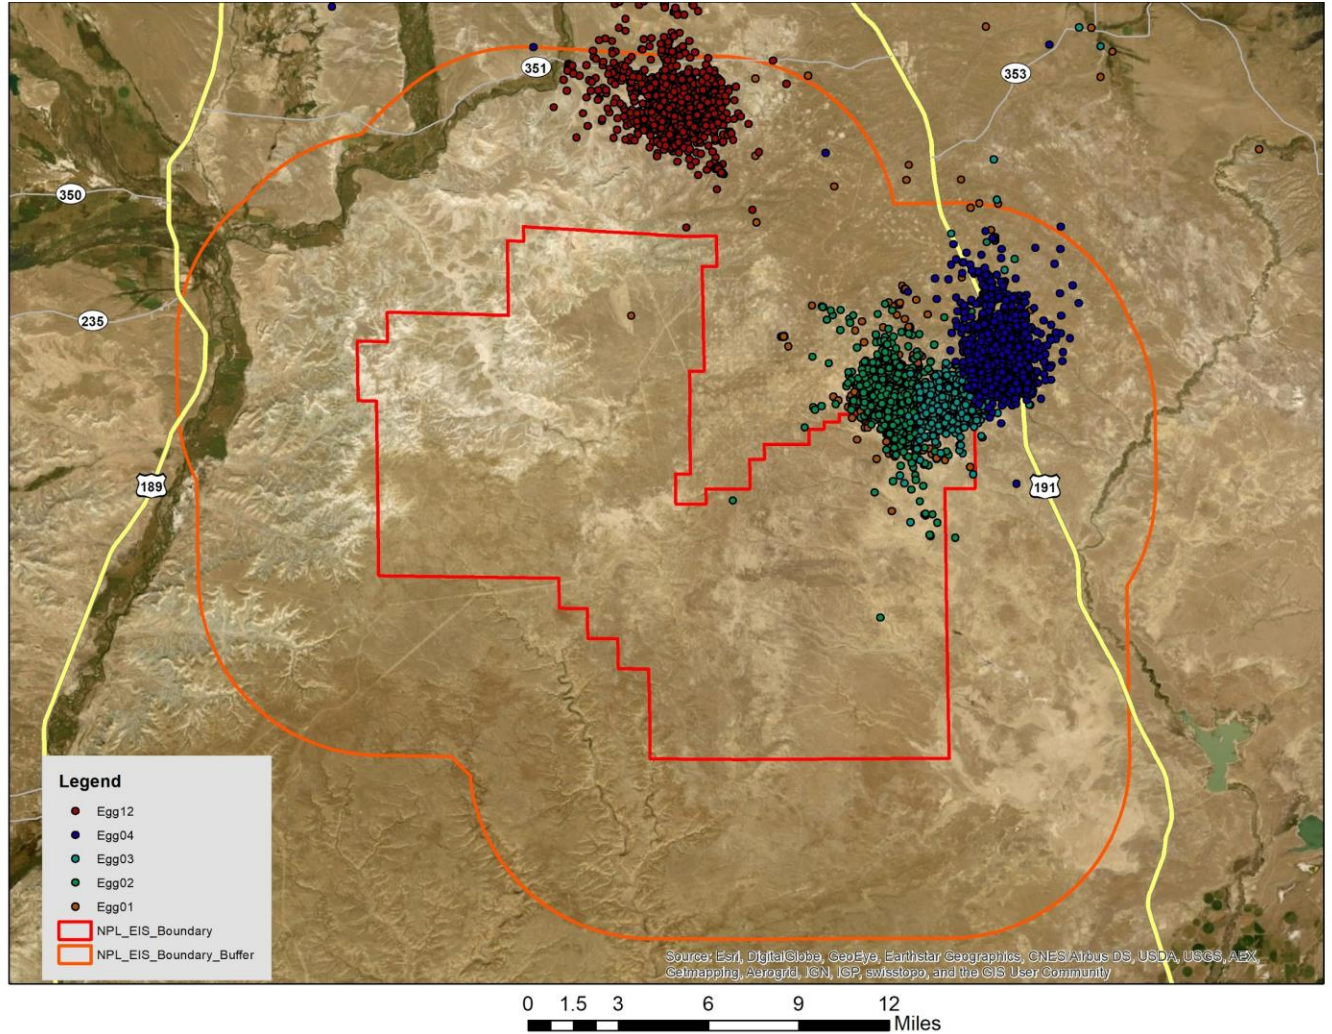 351
353
350
235
189
191
Legend
Egg12
Egg04
Egg03
Egg02
Egg01
NPL_EIS_Boundary
NPL_EIS_Boundary_Buffer
Source: Esri, DigitalGlobe, GeoEye, Earthstar Geographics, CNES/Airbus DS, USDA, USGS, AEX,
Getmapping, Aerogrid, IGN, IGP, swisstopo, and the GIS User Community
0 1.5 3 6 9 12
Miles